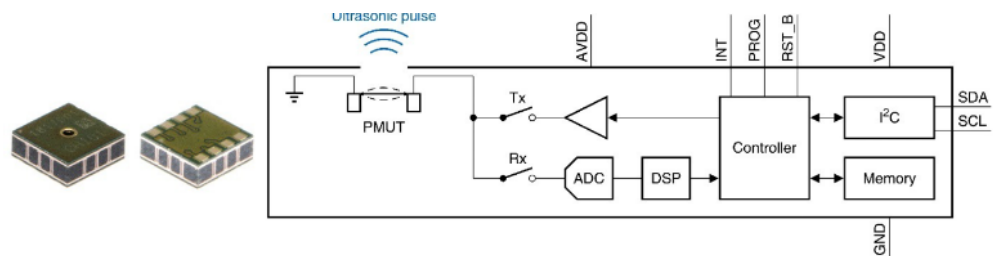 Ultrasonic pulse
AVDD
INT
PROG
RST_B
VDD
SDA
SCL
PMUT
Tx
Rx
ADC
DSP
Controller
I²C
Memory
GND